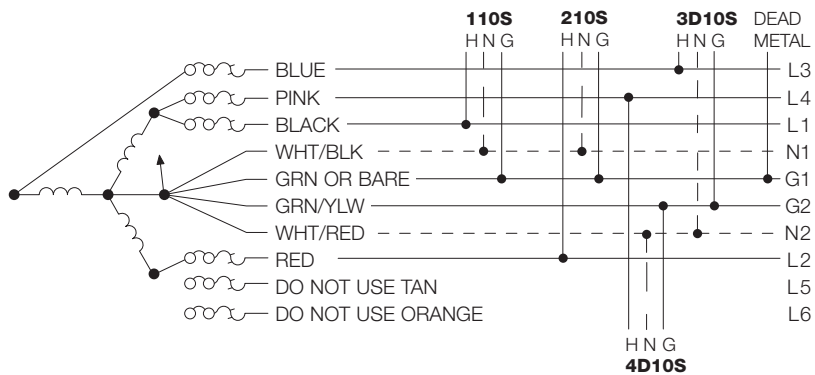 110S 210S 3D10S DEAD
H N G H N G H N G METAL
BLUE L3
PINK L4
BLACK L1
WHT/BLK N1
GRN OR BARE G1
GRN/YLW G2
WHT/RED N2
RED L2
DO NOT USE TAN L5
DO NOT USE ORANGE L6
H N G
4D10S